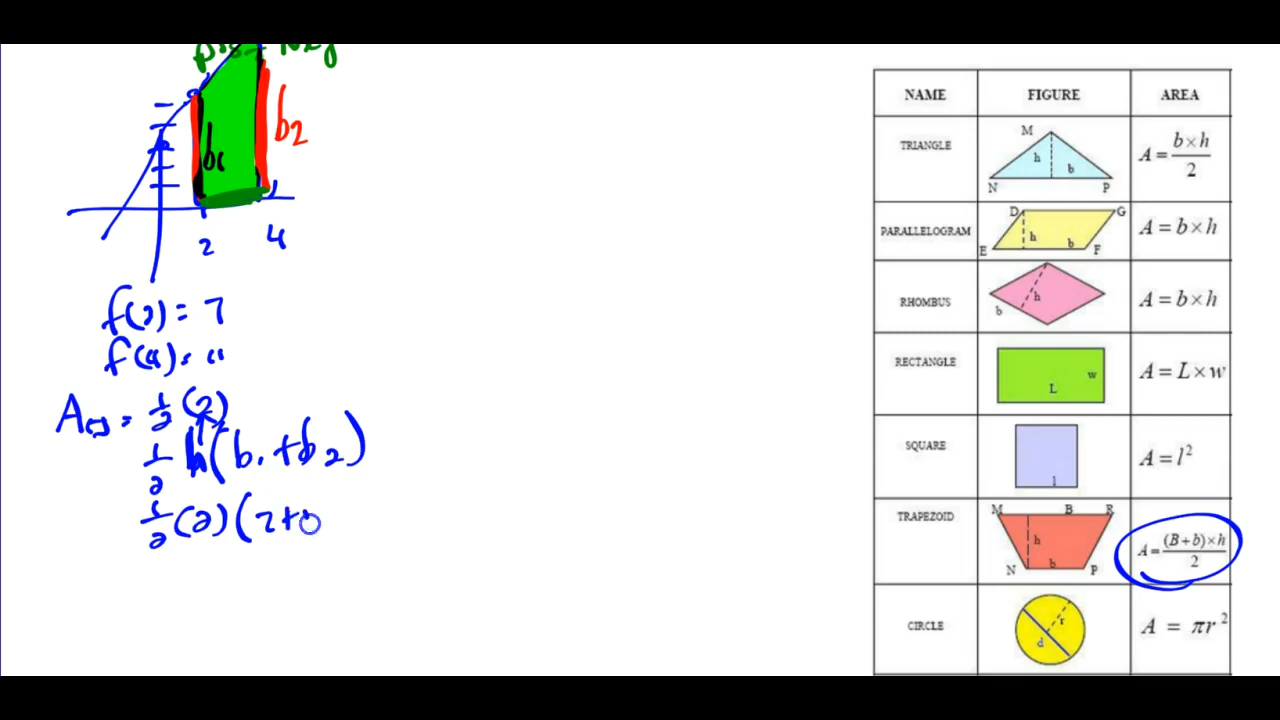 b1
b2
2 4
f(2) = 7
f(4) = 11
A = 1/2 (2)
1/2 h(b1 + b2)
1/2 (2)(7+
NAME FIGURE AREA
TRIANGLE M h b N P A = b×h/2
PARALLELOGRAM D G h b E F A = b×h
RHOMBUS h b A = b×h
RECTANGLE w L A = L×w
SQUARE l A = l²
TRAPEZOID M B R h b N P A = (B+b)×h/2
CIRCLE r d A = πr²